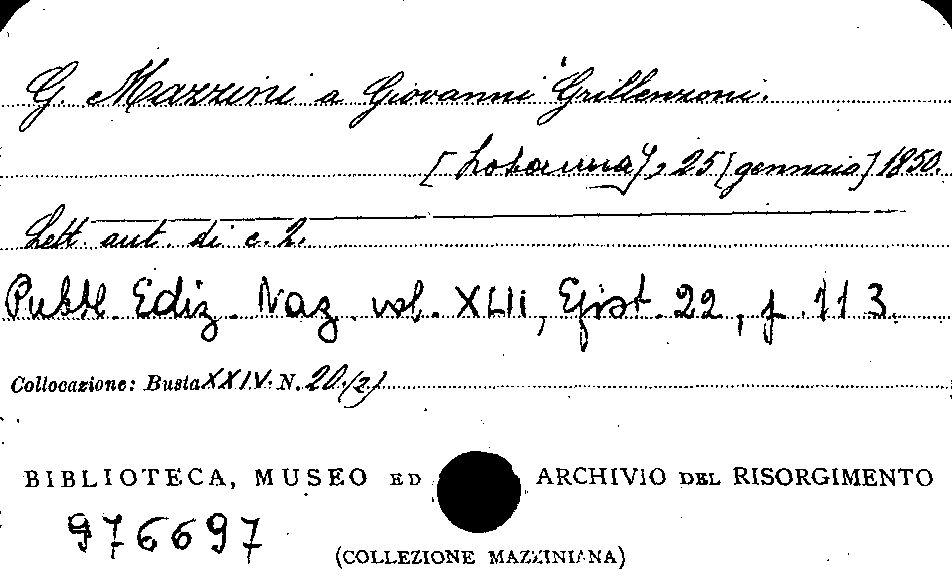 G. Mazzini a Giovanni Grillenzoni.
[Losanna], 25 [gennaio] 1850.
Lett. aut. di c. 2.
Pubbl. Ediz. Naz. vol. XLII, Epist. 22, p. 113.
Collocazione: Busta XXIV. N. 20.(2)
BIBLIOTECA, MUSEO ED ARCHIVIO DEL RISORGIMENTO
976697
(COLLEZIONE MAZZINIANA)